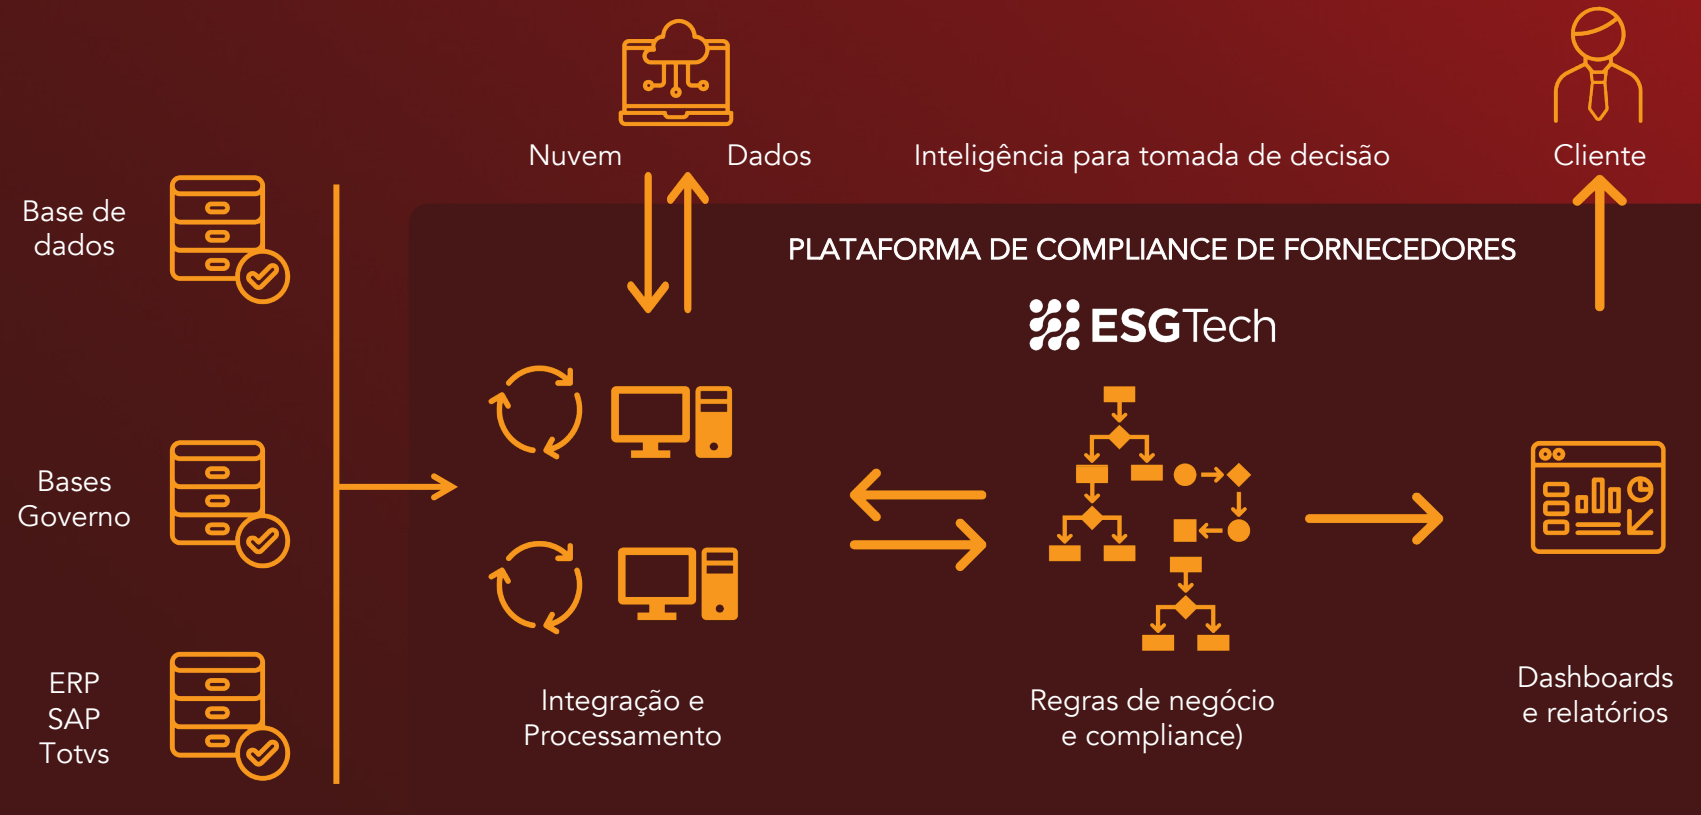 Nuvem
Dados
Inteligência para tomada de decisão
Cliente
Base de
dados
PLATAFORMA DE COMPLIANCE DE FORNECEDORES
ESGTech
Bases
Governo
ERP
SAP
Totvs
Integração e
Processamento
Regras de negócio
e compliance)
Dashboards
e relatórios